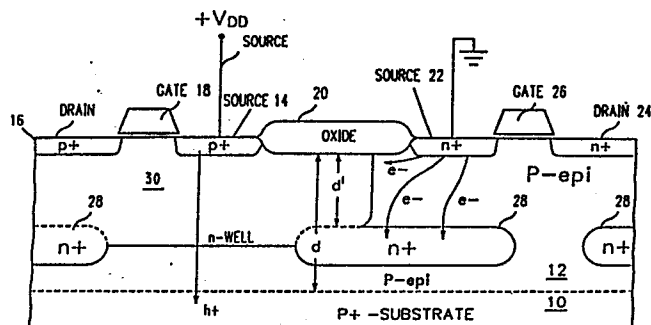 +VDD
SOURCE
GATE 18
20
SOURCE 22
GATE 26
DRAIN
SOURCE 14
DRAIN 24
16
p+
p+
OXIDE
n+
n+
e-
P-epi
30
d'
e-
e-
28
28
28
n+
n-WELL
n+
n+
d
P-epi
12
h+
10
P+ -SUBSTRATE